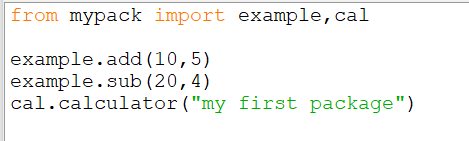 from mypack import example,cal
example.add(10,5)
example.sub(20,4)
cal.calculator("my first package")